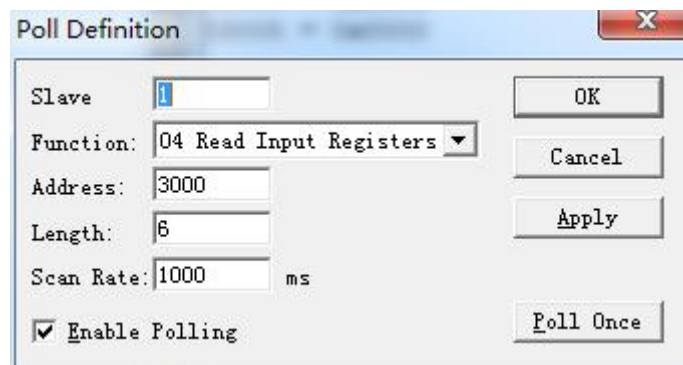 Poll Definition
Slave 1
OK
Function: 04 Read Input Registers
Cancel
Address: 3000
Apply
Length: 6
Scan Rate: 1000 ms
Enable Polling
Poll Once